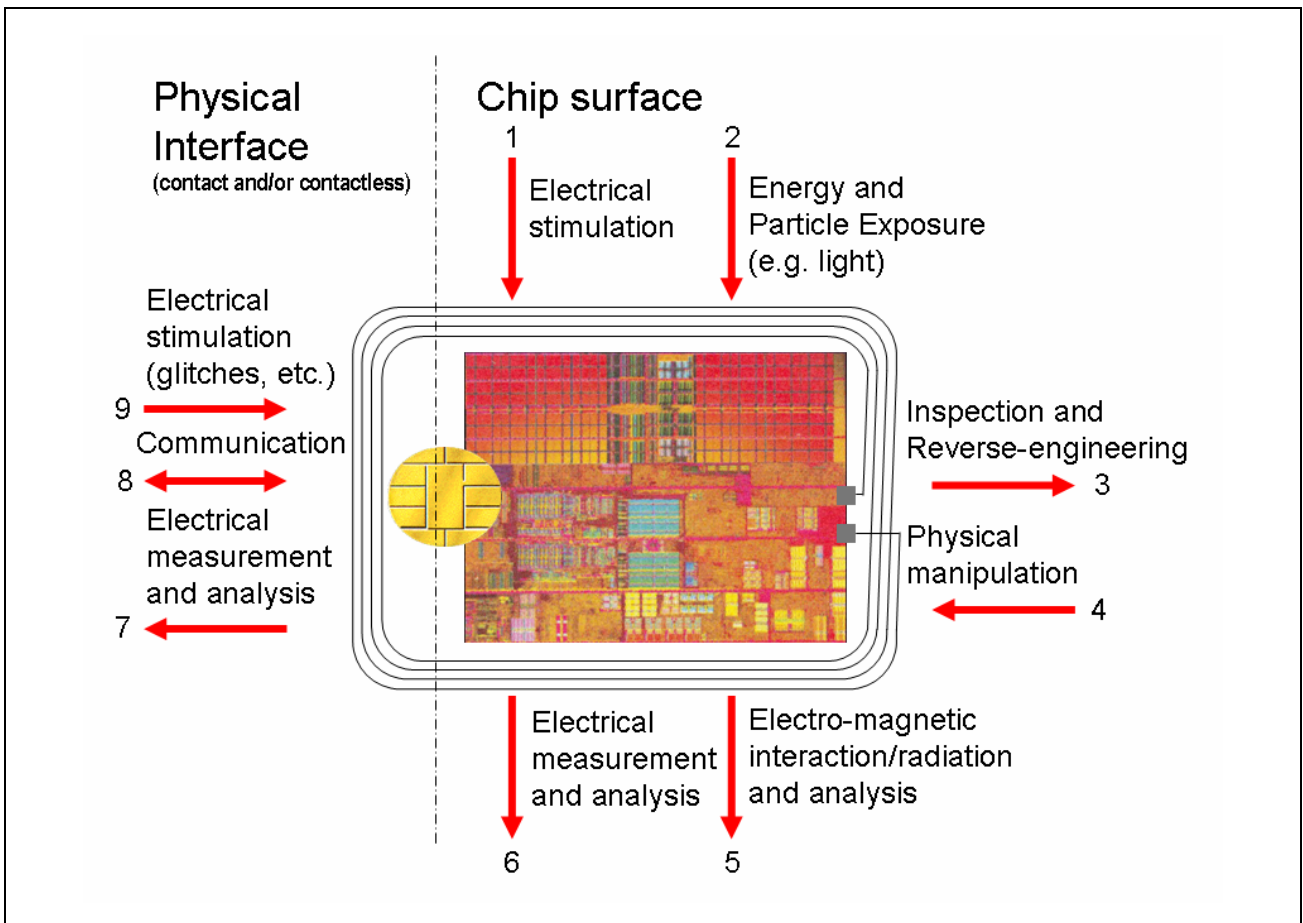 Physical
Interface
(contact and/or contactless)
Chip surface
1
2
Electrical
stimulation
Energy and
Particle Exposure
(e.g. light)
Electrical
stimulation
(glitches, etc.)
9
Communication
8
Electrical
measurement
and analysis
7
Inspection and
Reverse-engineering
3
Physical
manipulation
4
Electrical
measurement
and analysis
6
Electro-magnetic
interaction/radiation
and analysis
5